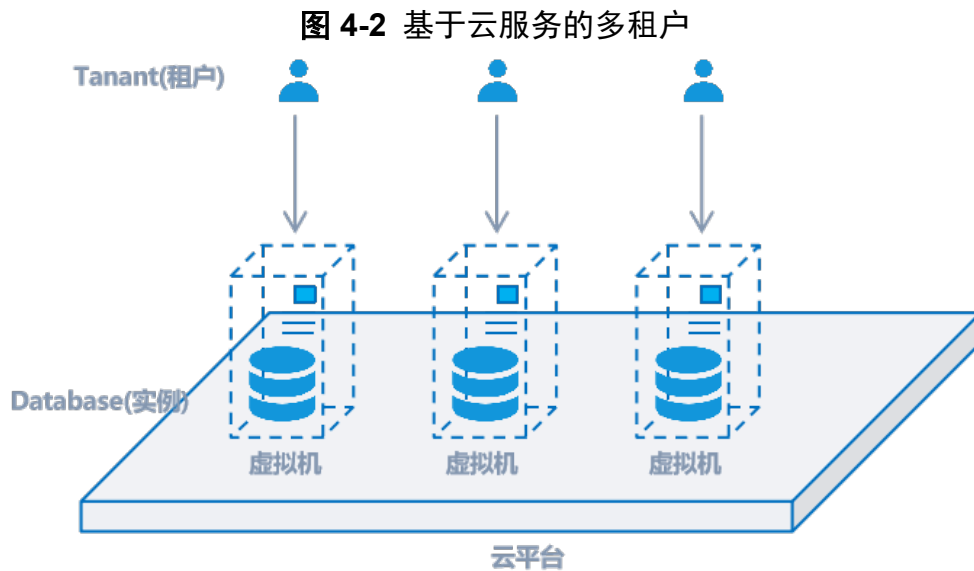 图 4-2 基于云服务的多租户
Tanant(租户)
Database(实例)
虚拟机 虚拟机 虚拟机
云平台